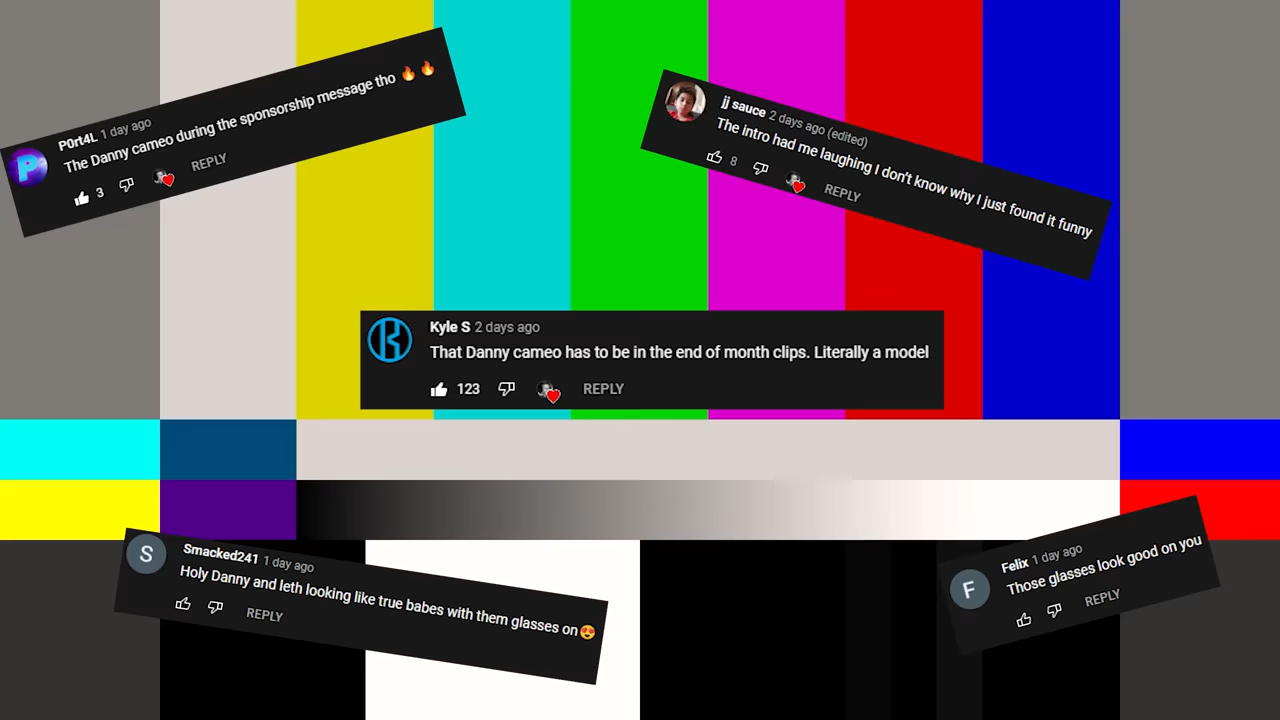 P0rt4L 1 day ago
The Danny cameo during the sponsorship message tho 🔥🔥
3 REPLY
jj sauce 2 days ago (edited)
The intro had me laughing I don't know why I just found it funny
8 REPLY
Kyle S 2 days ago
That Danny cameo has to be in the end of month clips. Literally a model
123 REPLY
S
Smacked241 1 day ago
Holy Danny and leth looking like true babes with them glasses on😍
REPLY
F
Felix 1 day ago
Those glasses look good on you
REPLY